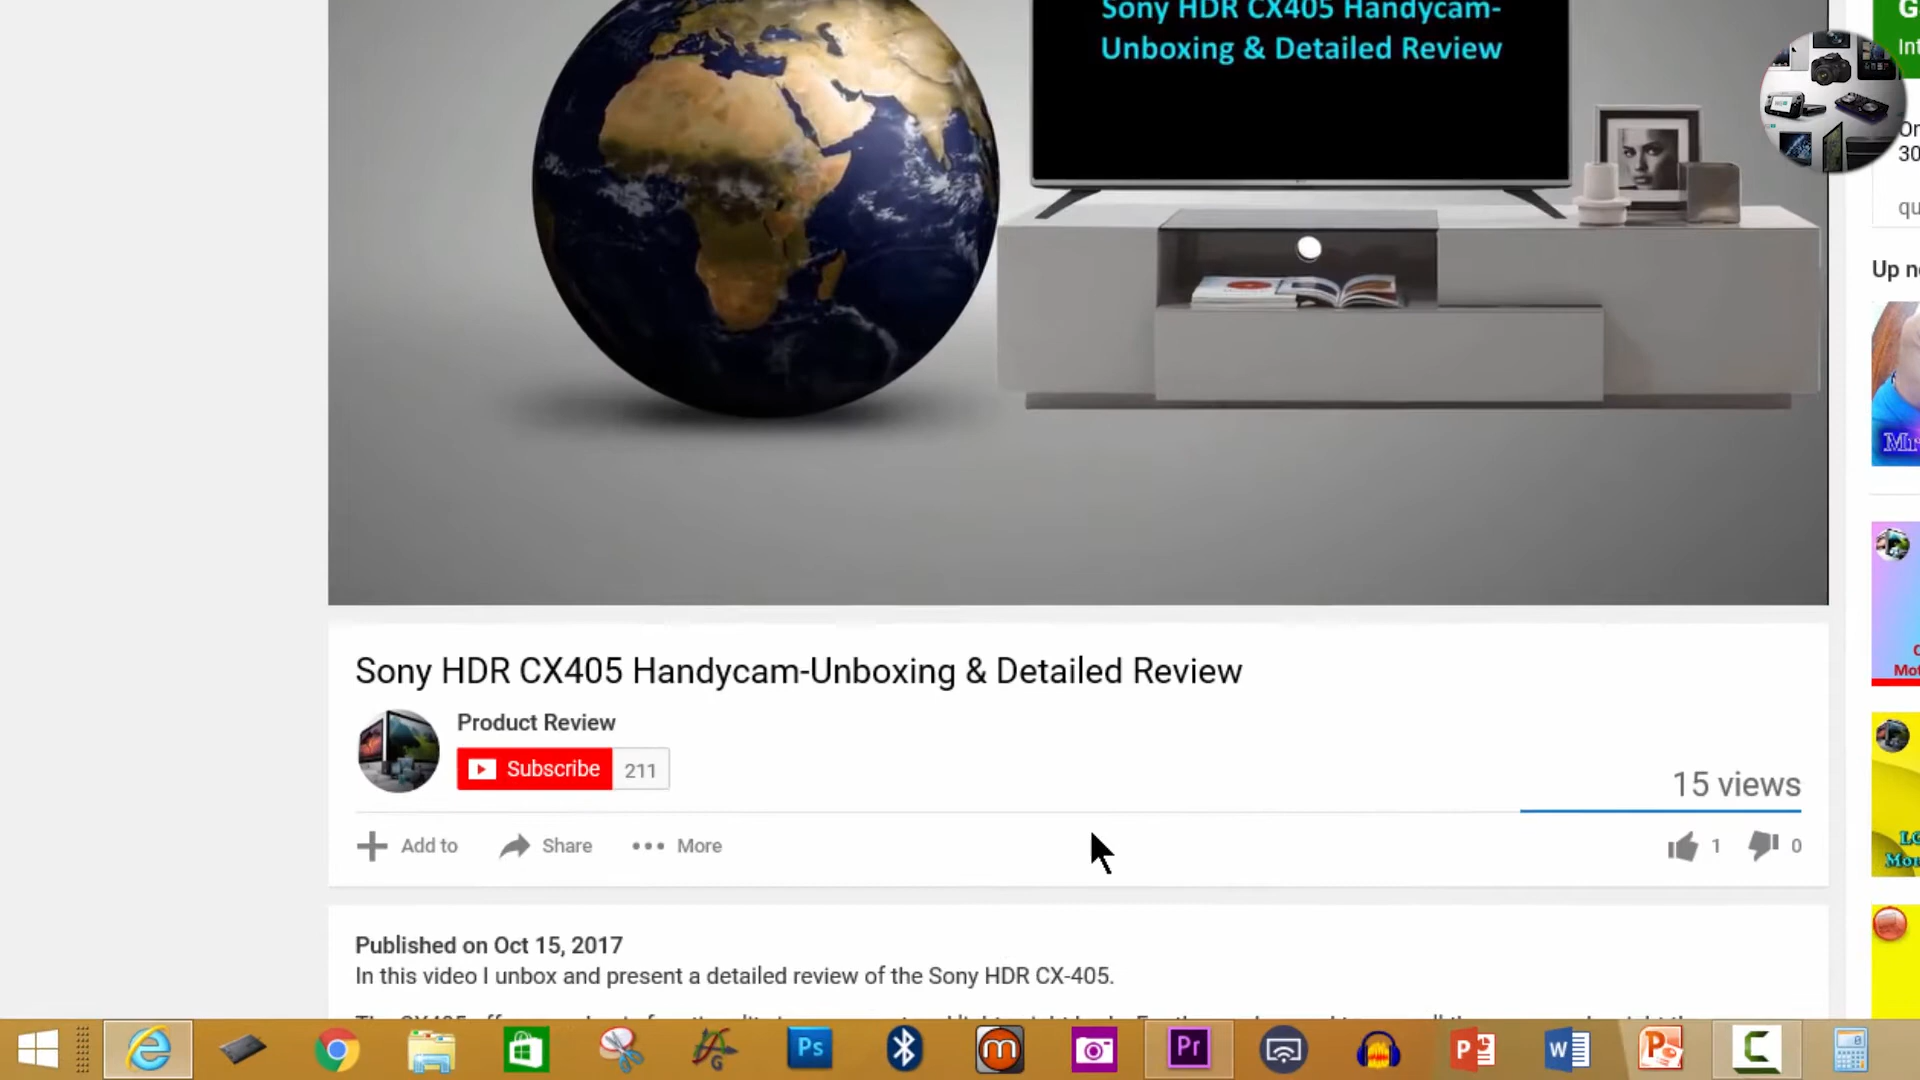 Sony HDR CX405 Handycam-
Unboxing & Detailed Review
Up
Sony HDR CX405 Handycam-Unboxing & Detailed Review
Product Review
Subscribe 211
15 views
Add to Share More 1 0
Published on Oct 15, 2017
In this video I unbox and present a detailed review of the Sony HDR CX-405.
Ps Pr